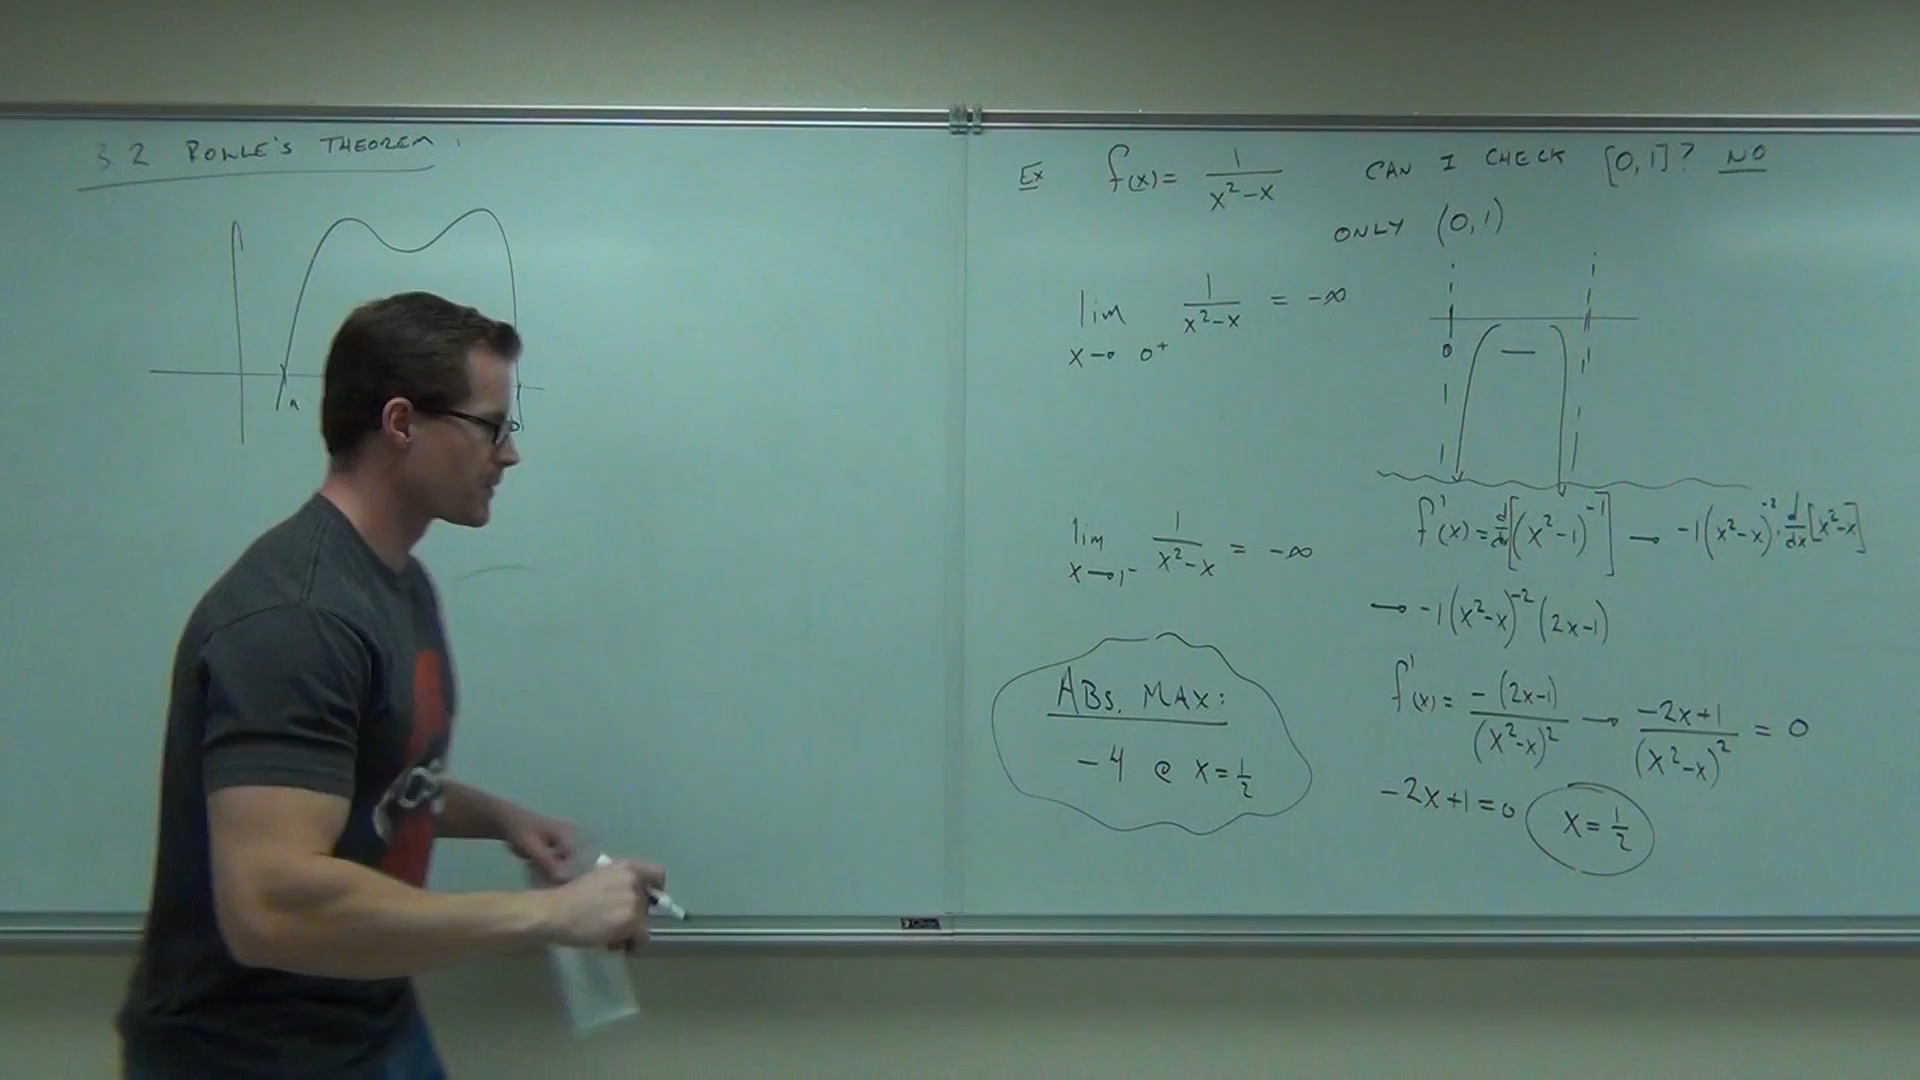 3.2 ROLLE'S THEOREM:
a
b
Ex f(x) = 1/(x²-x) CAN I CHECK [0,1]? NO
ONLY (0,1)
lim x→0⁺ 1/(x²-x) = -∞
0 1
lim x→1⁻ 1/(x²-x) = -∞
f'(x) = d/dx[(x²-1)⁻¹] → -1(x²-x)⁻²·d/dx[x²-x]
→ -1(x²-x)⁻²(2x-1)
f'(x) = -(2x-1)/(x²-x)² → (-2x+1)/(x²-x)² = 0
-2x+1=0 x=1/2
ABS. MAX:
-4 @ x=1/2